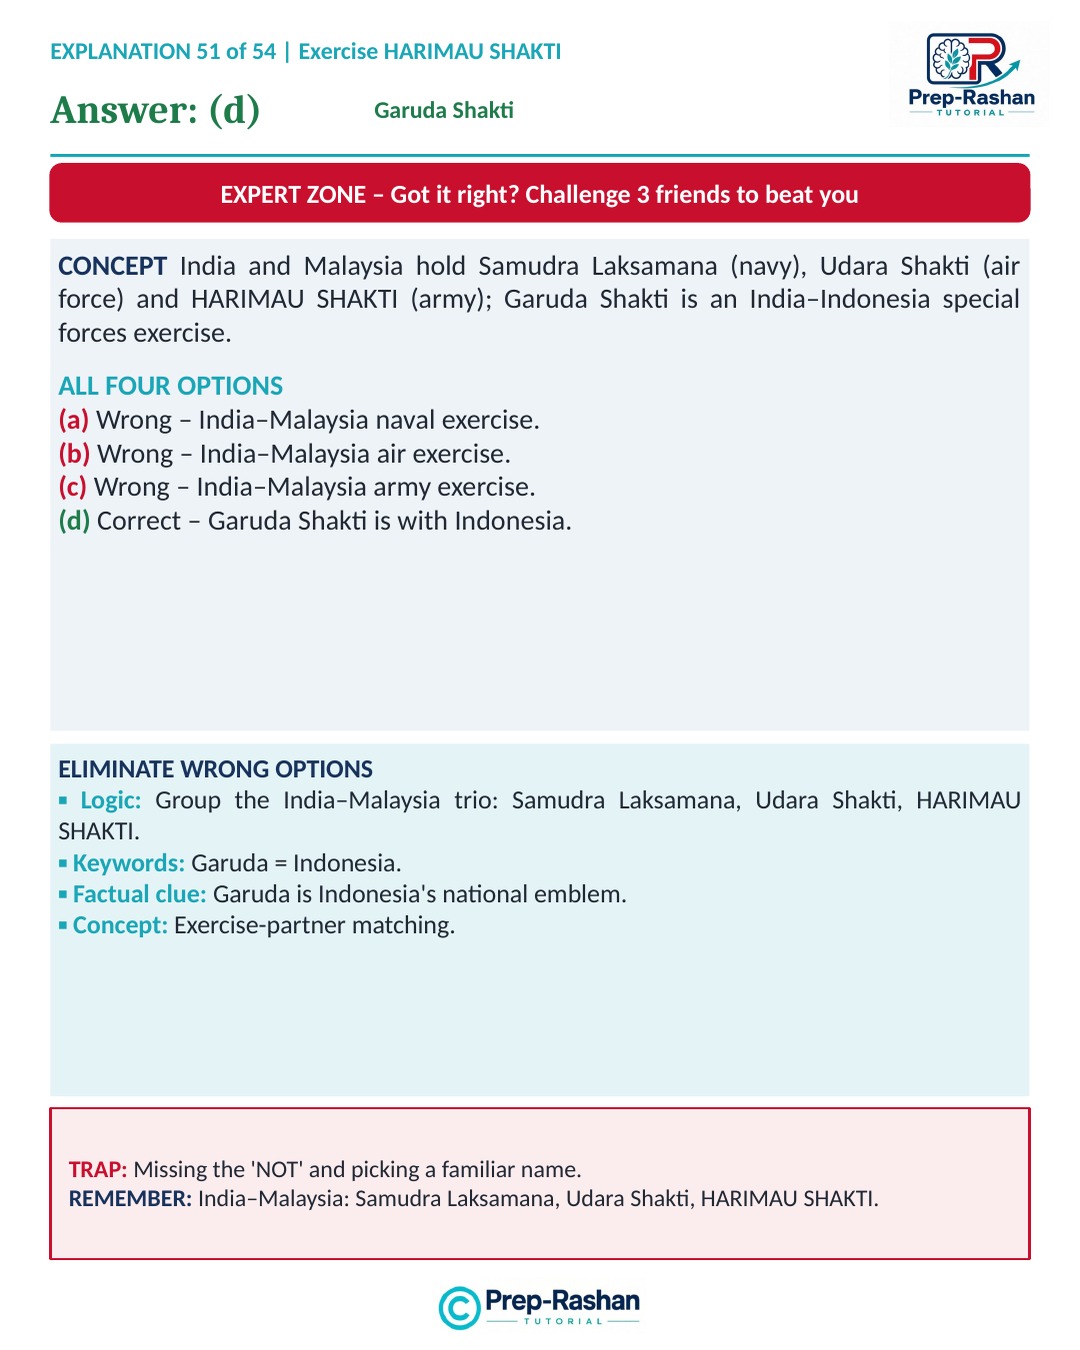 EXPLANATION 51 of 54 | Exercise HARIMAU SHAKTI
Prep-Rashan
TUTORIAL
Answer: (d) Garuda Shakti
EXPERT ZONE – Got it right? Challenge 3 friends to beat you
CONCEPT India and Malaysia hold Samudra Laksamana (navy), Udara Shakti (air
force) and HARIMAU SHAKTI (army); Garuda Shakti is an India–Indonesia special
forces exercise.
ALL FOUR OPTIONS
(a) Wrong – India–Malaysia naval exercise.
(b) Wrong – India–Malaysia air exercise.
(c) Wrong – India–Malaysia army exercise.
(d) Correct – Garuda Shakti is with Indonesia.
ELIMINATE WRONG OPTIONS
▪ Logic: Group the India–Malaysia trio: Samudra Laksamana, Udara Shakti, HARIMAU
SHAKTI.
▪ Keywords: Garuda = Indonesia.
▪ Factual clue: Garuda is Indonesia's national emblem.
▪ Concept: Exercise-partner matching.
TRAP: Missing the 'NOT' and picking a familiar name.
REMEMBER: India–Malaysia: Samudra Laksamana, Udara Shakti, HARIMAU SHAKTI.
© Prep-Rashan
TUTORIAL